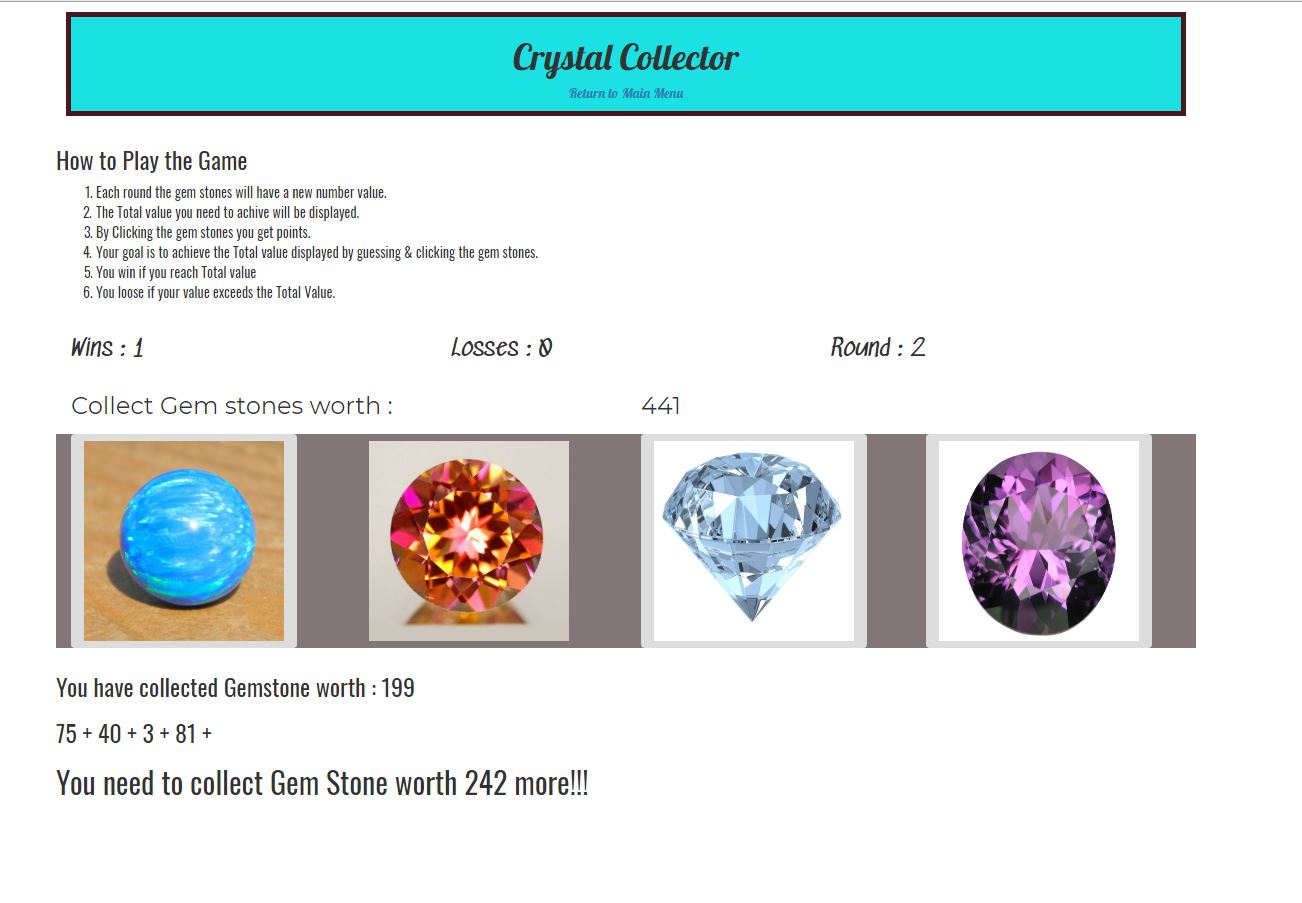 Crystal Collector
Return to Main Menu
How to Play the Game
1. Each round the gem stones will have a new number value.
2. The Total value you need to achive will be displayed.
3. By Clicking the gem stones you get points.
4. Your goal is to achieve the Total value displayed by guessing & clicking the gem stones.
5. You win if you reach Total value
6. You loose if your value exceeds the Total Value.
Wins : 1 Losses : 0 Round : 2
Collect Gem stones worth : 441
You have collected Gemstone worth : 199
75 + 40 + 3 + 81 +
You need to collect Gem Stone worth 242 more!!!